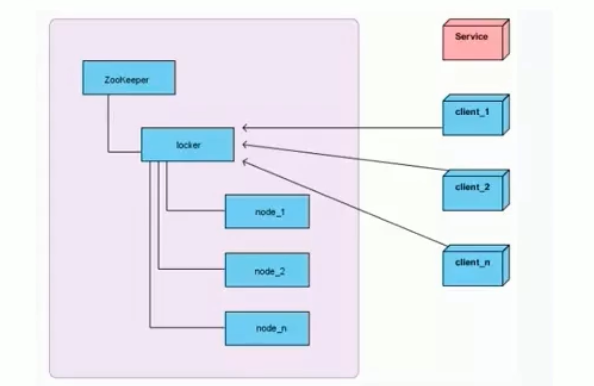 ZooKeeper
locker
node_1
node_2
node_n
Service
client_1
client_2
client_n